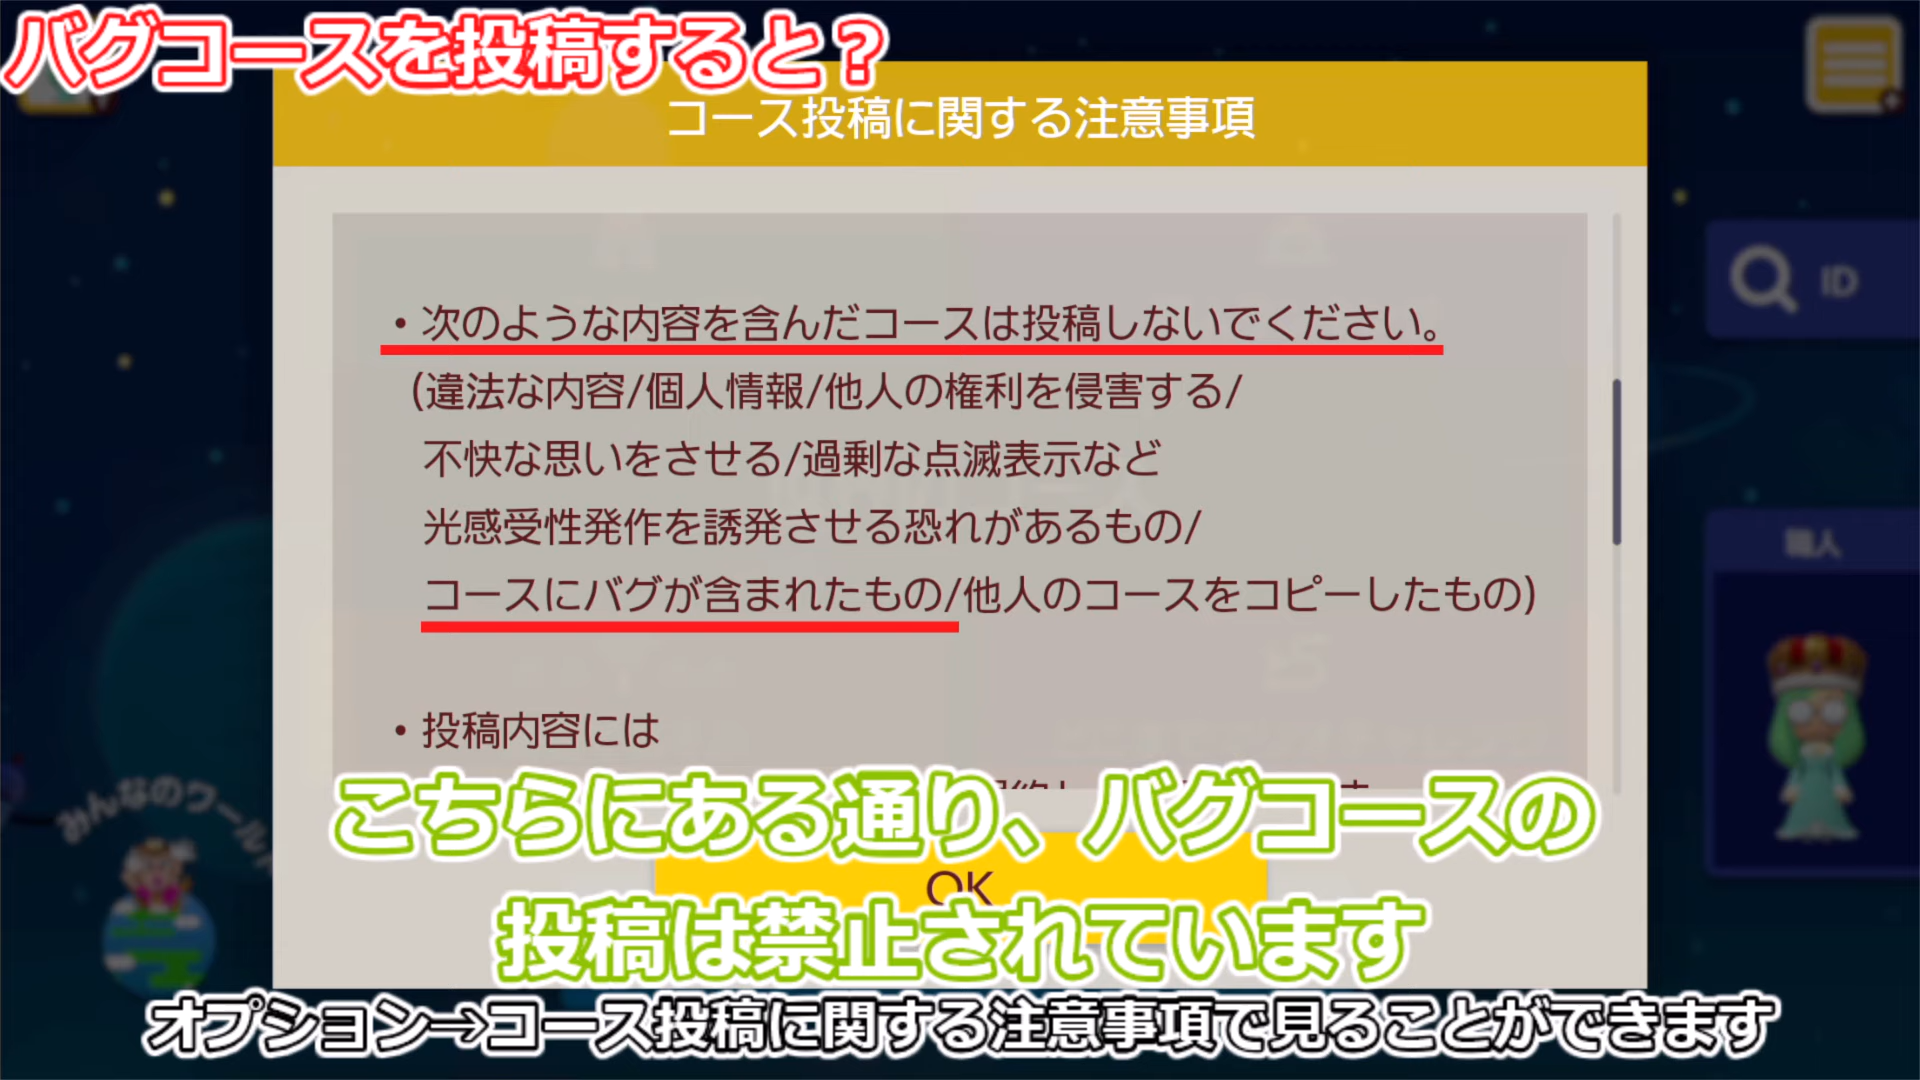 バグコースを投稿すると？
コース投稿に関する注意事項
ID
・次のような内容を含んだコースは投稿しないでください。
(違法な内容/個人情報/他人の権利を侵害する/
不快な思いをさせる/過剰な点滅表示など
光感受性発作を誘発させる恐れがあるもの/
コースにバグが含まれたもの/他人のコースをコピーしたもの)
職人
・投稿内容には
みんなのワールド
こちらにある通り、バグコースの
OK
投稿は禁止されています
オプション→コース投稿に関する注意事項で見ることができます